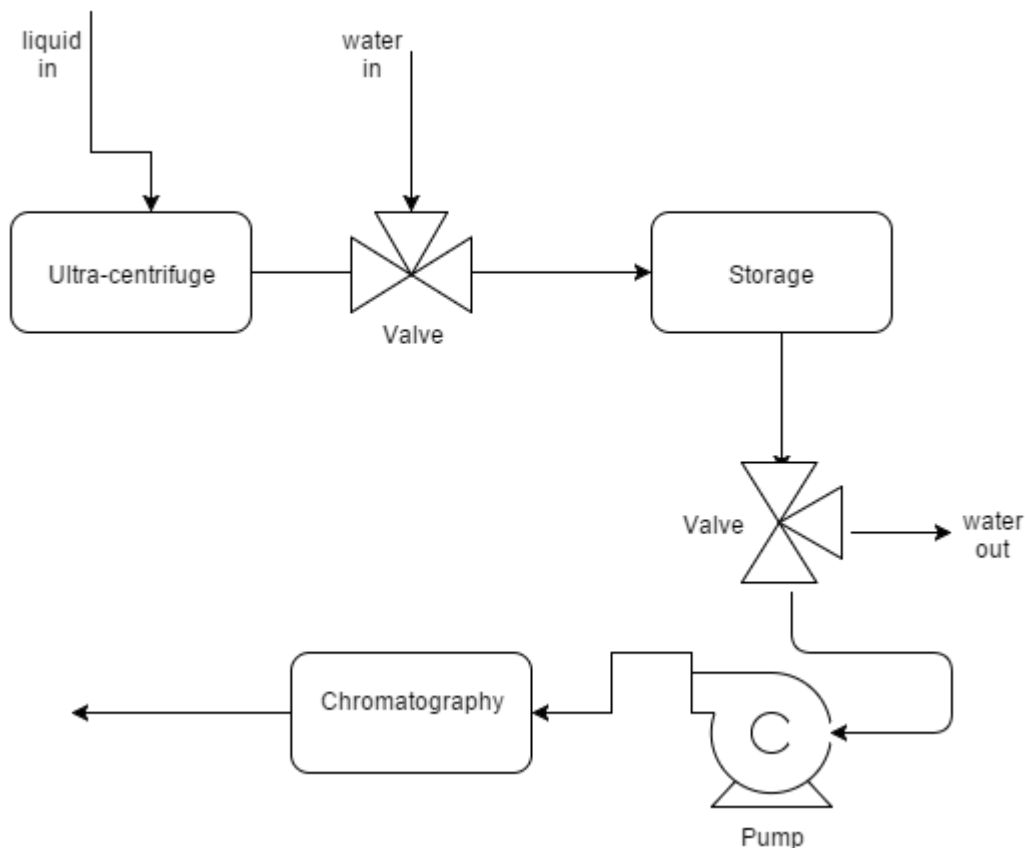 liquid
in
water
in
Ultra-centrifuge
Valve
Storage
Valve
water
out
Chromatography
Pump